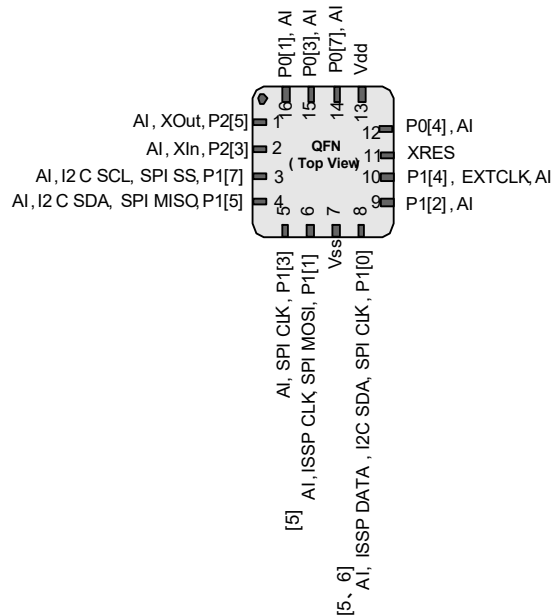 P0[1], AI
P0[3], AI
P0[7], AI
Vdd
16
15
14
13
AI, XOut, P2[5]
1
AI, XIn, P2[3]
2
AI, I2 C SCL, SPI SS, P1[7]
3
AI, I2 C SDA, SPI MISO, P1[5]
4
QFN
( Top View)
12
P0[4], AI
11
XRES
10
P1[4], EXTCLK, AI
9
P1[2], AI
5
6
7
8
AI, SPI CLK, P1[3]
[5] AI, ISSP CLK, SPI MOSI, P1[1]
Vss
[5、6] AI, ISSP DATA, I2C SDA, SPI CLK, P1[0]